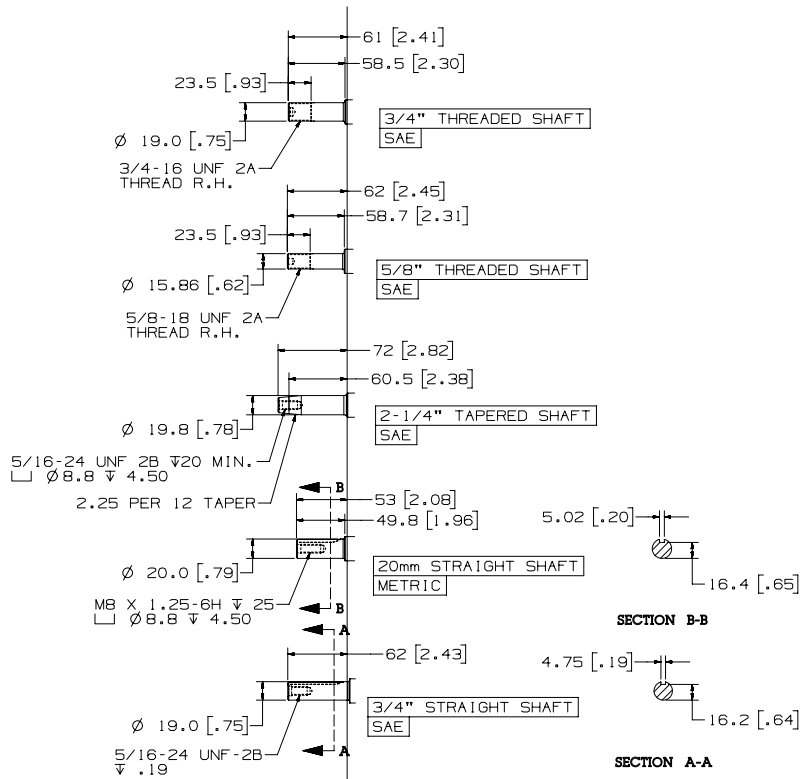 61 [2.41]
58.5 [2.30]
23.5 [.93]
Ø 19.0 [.75]
3/4" THREADED SHAFT
SAE
3/4-16 UNF 2A
THREAD R.H.
62 [2.45]
58.7 [2.31]
23.5 [.93]
Ø 15.86 [.62]
5/8" THREADED SHAFT
SAE
5/8-18 UNF 2A
THREAD R.H.
72 [2.82]
60.5 [2.38]
Ø 19.8 [.78]
2-1/4" TAPERED SHAFT
SAE
5/16-24 UNF 2B ↧20 MIN.
⌴ Ø8.8 ↧ 4.50
2.25 PER 12 TAPER
B
53 [2.08]
49.8 [1.96]
5.02 [.20]
Ø 20.0 [.79]
20mm STRAIGHT SHAFT
METRIC
16.4 [.65]
M8 X 1.25-6H ↧ 25
⌴ Ø8.8 ↧ 4.50
B
SECTION B-B
A
62 [2.43]
4.75 [.19]
Ø 19.0 [.75]
3/4" STRAIGHT SHAFT
SAE
16.2 [.64]
5/16-24 UNF-2B
↧ .19
A
SECTION A-A